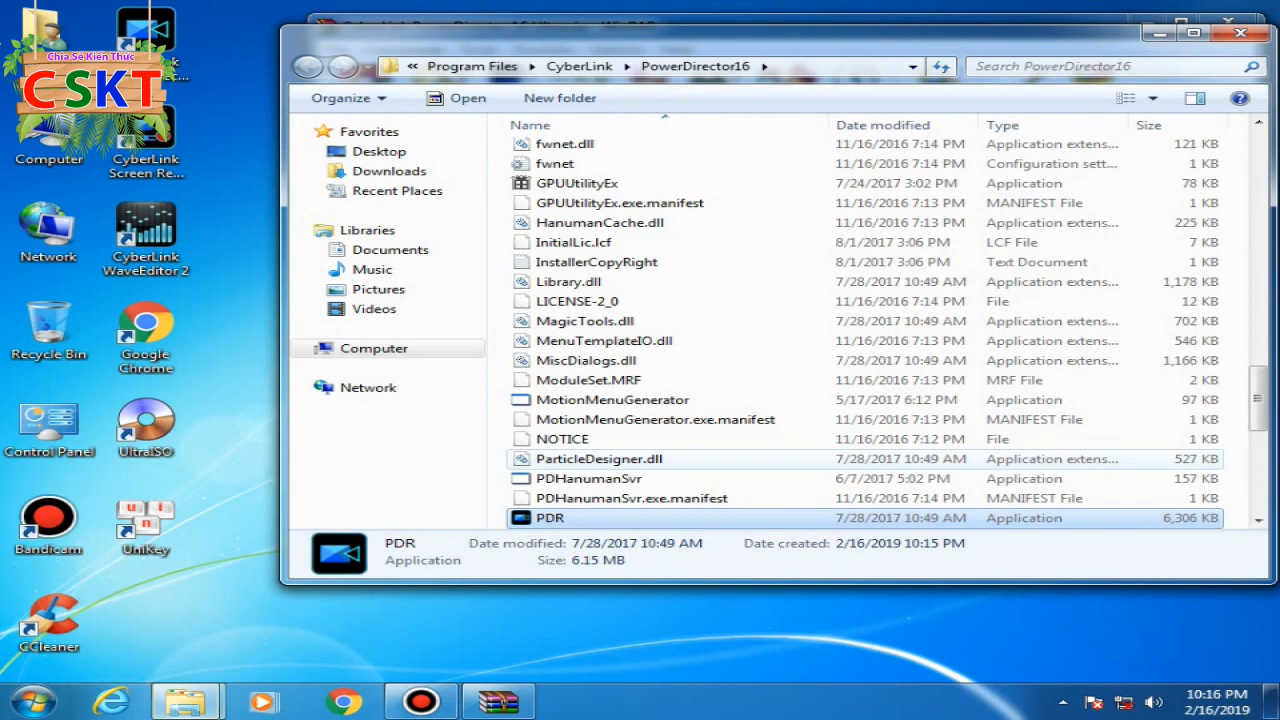 Chia Sẻ Kiến Thức
CSKT
Computer
CyberLink
Screen Re...
Network
CyberLink
WaveEditor 2
Recycle Bin
Google
Chrome
Control Panel
UltraISO
Bandicam
UniKey
CCleaner
« Program Files ▸ CyberLink ▸ PowerDirector16 ▸
Search PowerDirector16
Organize Open New folder
Favorites
Desktop
Downloads
Recent Places
Libraries
Documents
Music
Pictures
Videos
Computer
Network
Name Date modified Type Size
fwnet.dll 11/16/2016 7:14 PM Application extens... 121 KB
fwnet 11/16/2016 7:14 PM Configuration sett... 1 KB
GPUUtilityEx 7/24/2017 3:02 PM Application 78 KB
GPUUtilityEx.exe.manifest 11/16/2016 7:13 PM MANIFEST File 1 KB
HanumanCache.dll 11/16/2016 7:13 PM Application extens... 225 KB
InitialLic.lcf 8/1/2017 3:06 PM LCF File 7 KB
InstallerCopyRight 8/1/2017 3:06 PM Text Document 1 KB
Library.dll 7/28/2017 10:49 AM Application extens... 1,178 KB
LICENSE-2_0 11/16/2016 7:14 PM File 12 KB
MagicTools.dll 7/28/2017 10:49 AM Application extens... 702 KB
MenuTemplateIO.dll 11/16/2016 7:13 PM Application extens... 546 KB
MiscDialogs.dll 7/28/2017 10:49 AM Application extens... 1,166 KB
ModuleSet.MRF 11/16/2016 7:13 PM MRF File 2 KB
MotionMenuGenerator 5/17/2017 6:12 PM Application 97 KB
MotionMenuGenerator.exe.manifest 11/16/2016 7:13 PM MANIFEST File 1 KB
NOTICE 11/16/2016 7:12 PM File 1 KB
ParticleDesigner.dll 7/28/2017 10:49 AM Application extens... 527 KB
PDHanumanSvr 6/7/2017 5:02 PM Application 157 KB
PDHanumanSvr.exe.manifest 11/16/2016 7:14 PM MANIFEST File 1 KB
PDR 7/28/2017 10:49 AM Application 6,306 KB
PDR Date modified: 7/28/2017 10:49 AM Date created: 2/16/2019 10:15 PM
Application Size: 6.15 MB
10:16 PM
2/16/2019